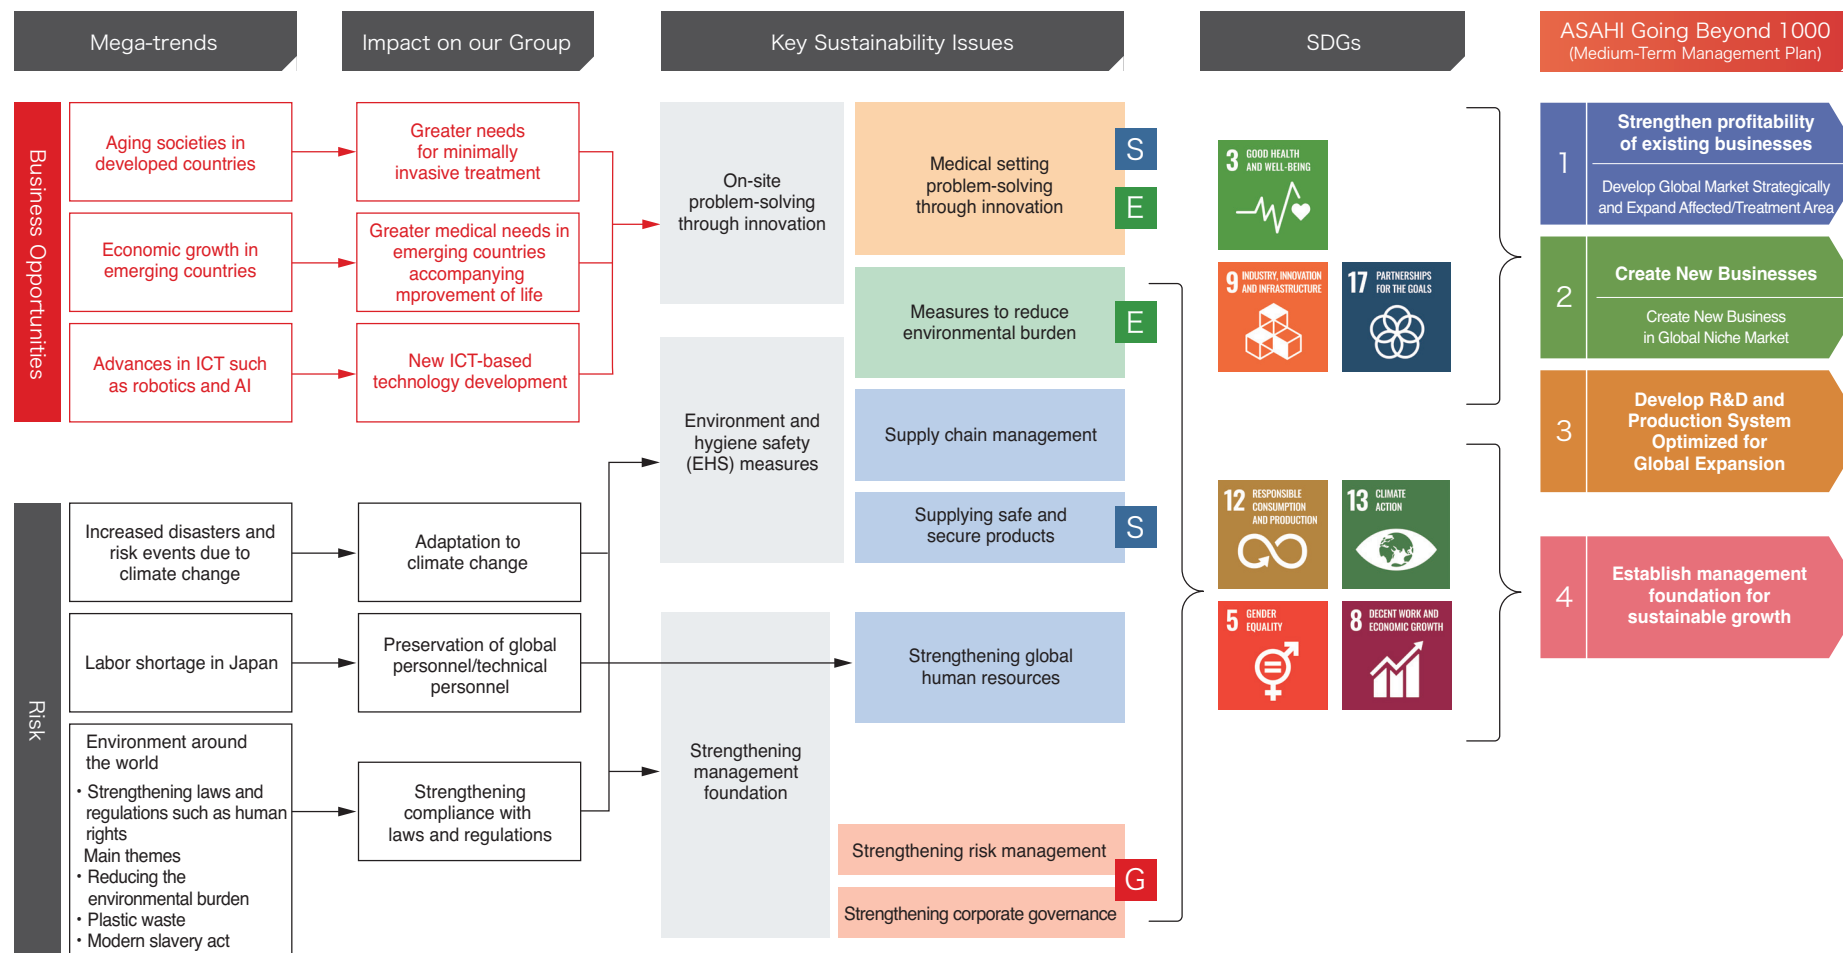 Mega-trends
Impact on our Group
Key Sustainability Issues
SDGs
ASAHI Going Beyond 1000
(Medium-Term Management Plan)
Business Opportunities
Aging societies in
developed countries
Greater needs
for minimally
invasive treatment
Economic growth in
emerging countries
Greater medical needs in
emerging countries
accompanying
mprovement of life
Advances in ICT such
as robotics and AI
New ICT-based
technology development
Risk
Increased disasters and
risk events due to
climate change
Adaptation to
climate change
Labor shortage in Japan
Preservation of global
personnel/technical
personnel
Environment around
the world
・Strengthening laws and
regulations such as human
rights
Main themes
・Reducing the
environmental burden
・Plastic waste
・Modern slavery act
Strengthening
compliance with
laws and regulations
On-site
problem-solving
through innovation
Environment and
hygiene safety
(EHS) measures
Strengthening
management
foundation
Medical setting
problem-solving
through innovation
S
E
Measures to reduce
environmental burden
E
Supply chain management
Supplying safe and
secure products
S
Strengthening global
human resources
Strengthening risk management
G
Strengthening corporate governance
3 GOOD HEALTH
AND WELL-BEING
9 INDUSTRY, INNOVATION
AND INFRASTRUCTURE
17 PARTNERSHIPS
FOR THE GOALS
12 RESPONSIBLE
CONSUMPTION
AND PRODUCTION
13 CLIMATE
ACTION
5 GENDER
EQUALITY
8 DECENT WORK AND
ECONOMIC GROWTH
1
Strengthen profitability
of existing businesses
Develop Global Market Strategically
and Expand Affected/Treatment Area
2
Create New Businesses
Create New Business
in Global Niche Market
3
Develop R&D and
Production System
Optimized for
Global Expansion
4
Establish management
foundation for
sustainable growth